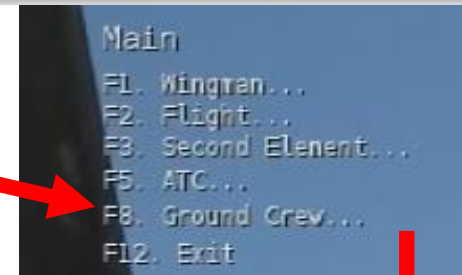 Main
F1. Wingman...
F2. Flight...
F3. Second Element...
F5. ATC...
F8. Ground Crew...
F12. Exit